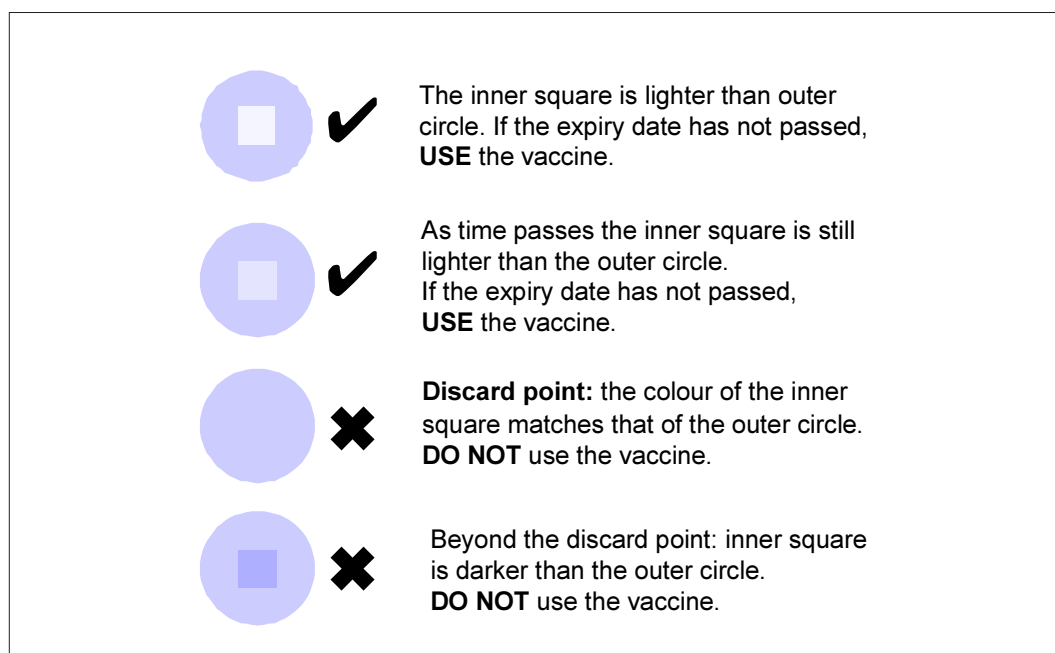 The inner square is lighter than outer
circle. If the expiry date has not passed,
USE the vaccine.
As time passes the inner square is still
lighter than the outer circle.
If the expiry date has not passed,
USE the vaccine.
Discard point: the colour of the inner
square matches that of the outer circle.
DO NOT use the vaccine.
Beyond the discard point: inner square
is darker than the outer circle.
DO NOT use the vaccine.